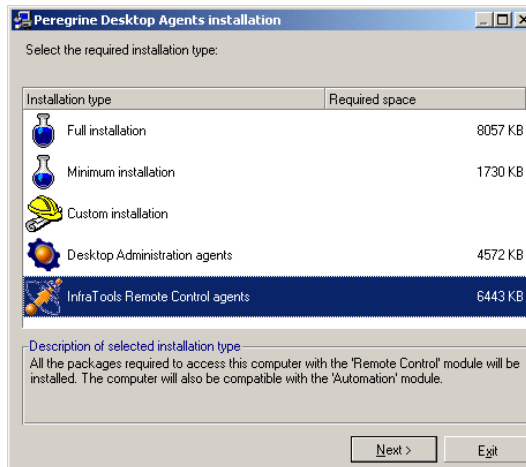 Peregrine Desktop Agents installation
Select the required installation type:
Installation type Required space
Full installation 8057 KB
Minimum installation 1730 KB
Custom installation
Desktop Administration agents 4572 KB
InfraTools Remote Control agents 6443 KB
Description of selected installation type
All the packages required to access this computer with the 'Remote Control' module will be
installed. The computer will also be compatible with the 'Automation' module.
Next > Exit